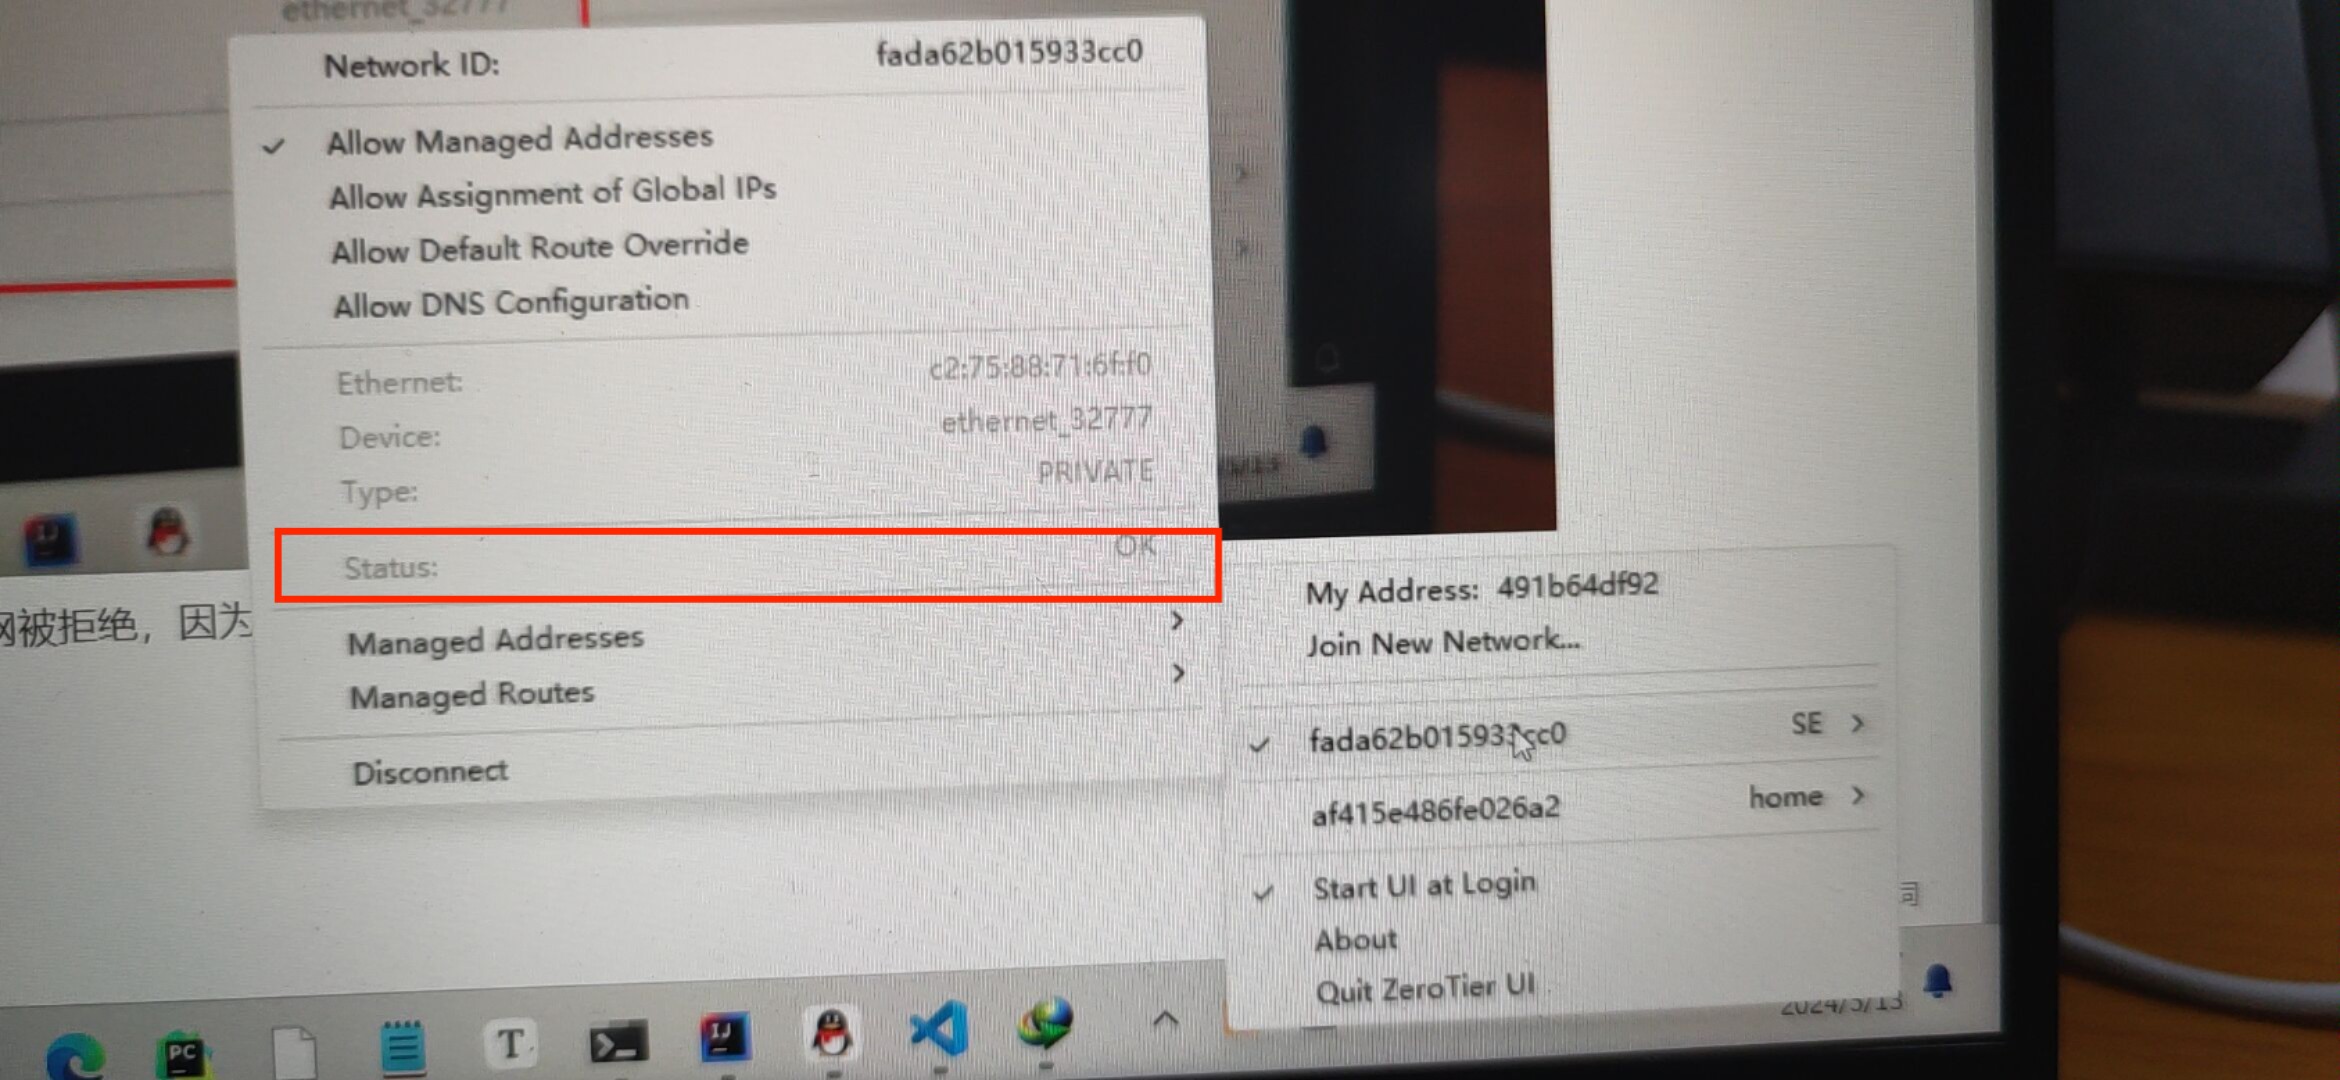 ethernet_32777
Network ID: fada62b015933cc0
Allow Managed Addresses
Allow Assignment of Global IPs
Allow Default Route Override
Allow DNS Configuration
Ethernet: c2:75:88:71:6f:f0
Device: ethernet_32777
Type: PRIVATE
Status: OK
Managed Addresses
Managed Routes
Disconnect
网被拒绝，因为
My Address: 491b64df92
Join New Network...
fada62b015933cc0 SE
af415e486fe026a2 home
Start UI at Login
About
Quit ZeroTier UI
司
2024/5/13
PC
T
IJ